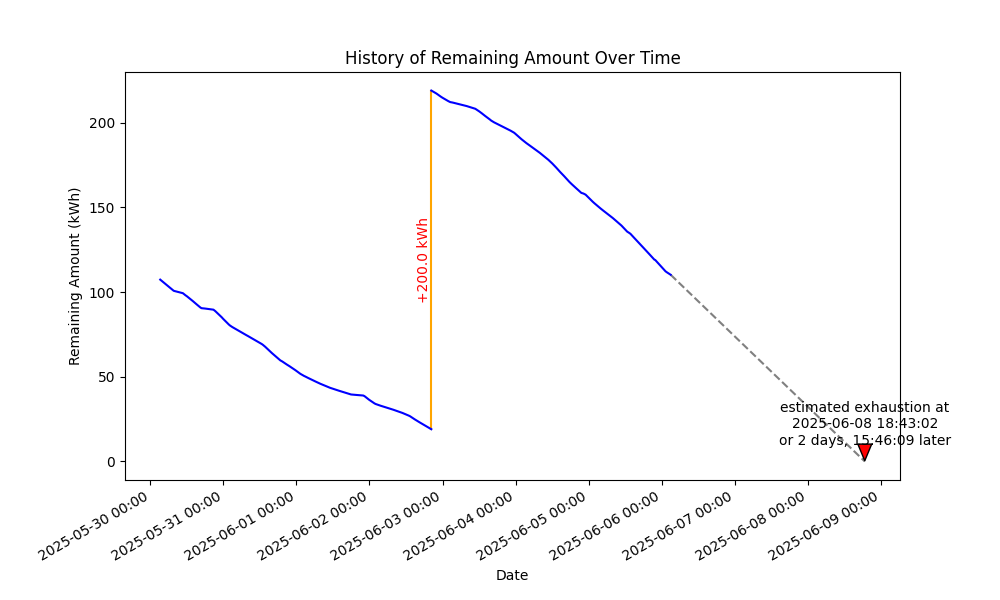 History of Remaining Amount Over Time
Remaining Amount (kWh)
200
150
100
50
0
+200.0 kWh
estimated exhaustion at
2025-06-08 18:43:02
or 2 days, 15:46:09 later
2025-05-30 00:00
2025-05-31 00:00
2025-06-01 00:00
2025-06-02 00:00
2025-06-03 00:00
2025-06-04 00:00
2025-06-05 00:00
2025-06-06 00:00
2025-06-07 00:00
2025-06-08 00:00
2025-06-09 00:00
Date